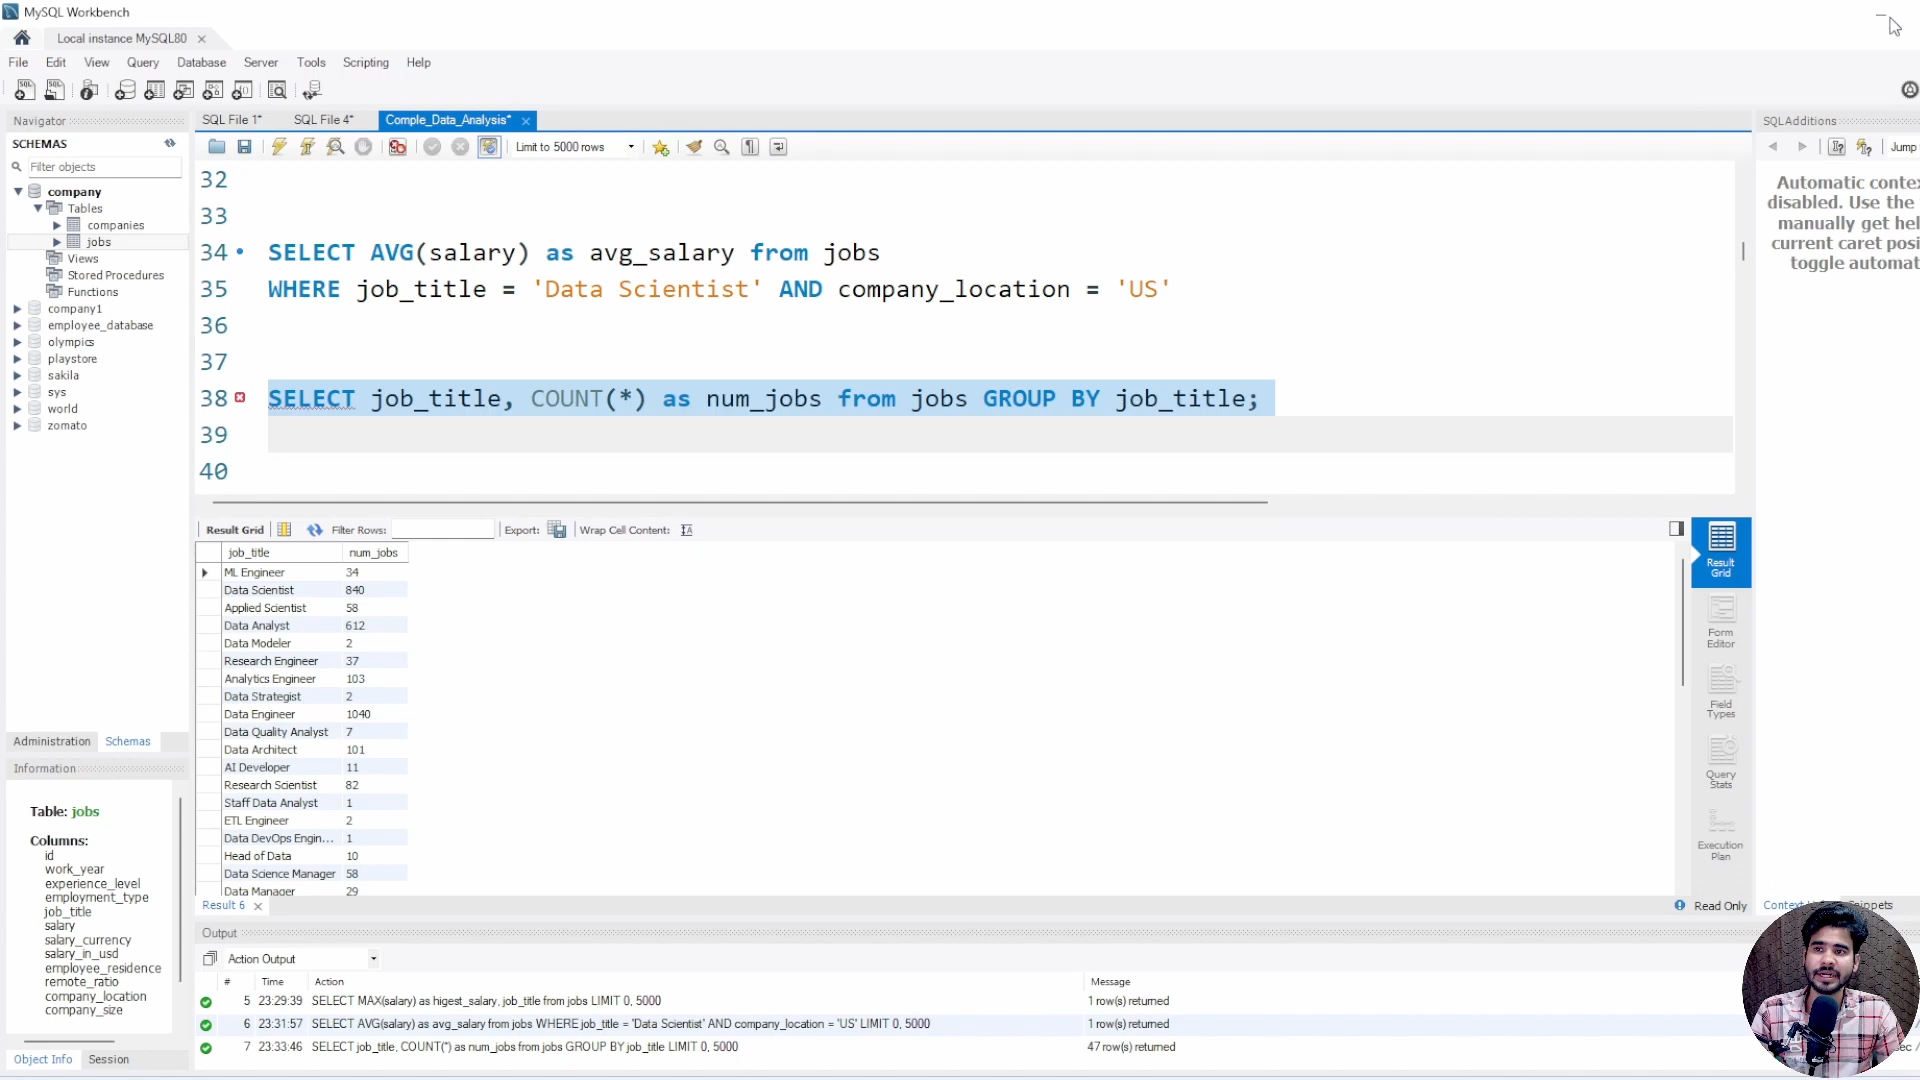 MySQL Workbench
Local instance MySQL80
File Edit View Query Database Server Tools Scripting Help
Navigator
SCHEMAS
Filter objects
company
Tables
companies
jobs
Views
Stored Procedures
Functions
company1
employee_database
olympics
playstore
sakila
sys
world
zomato
Administration Schemas
Information
Table: jobs
Columns:
id
work_year
experience_level
employment_type
job_title
salary
salary_currency
salary_in_usd
employee_residence
remote_ratio
company_location
company_size
Object Info Session
SQL File 1* SQL File 4* Comple_Data_Analysis*
Limit to 5000 rows
32
33
34 SELECT AVG(salary) as avg_salary from jobs
35 WHERE job_title = 'Data Scientist' AND company_location = 'US'
36
37
38 SELECT job_title, COUNT(*) as num_jobs from jobs GROUP BY job_title;
39
40
Result Grid Filter Rows: Export: Wrap Cell Content:
job_title num_jobs
ML Engineer 34
Data Scientist 840
Applied Scientist 58
Data Analyst 612
Data Modeler 2
Research Engineer 37
Analytics Engineer 103
Data Strategist 2
Data Engineer 1040
Data Quality Analyst 7
Data Architect 101
AI Developer 11
Research Scientist 82
Staff Data Analyst 1
ETL Engineer 2
Data DevOps Engin... 1
Head of Data 10
Data Science Manager 58
Data Manager 29
Result 6
Read Only
Result
Grid
Form
Editor
Field
Types
Query
Stats
Execution
Plan
Output
Action Output
# Time Action Message
5 23:29:39 SELECT MAX(salary) as higest_salary, job_title from jobs LIMIT 0, 5000 1 row(s) returned
6 23:31:57 SELECT AVG(salary) as avg_salary from jobs WHERE job_title = 'Data Scientist' AND company_location = 'US' LIMIT 0, 5000 1 row(s) returned
7 23:33:46 SELECT job_title, COUNT(*) as num_jobs from jobs GROUP BY job_title LIMIT 0, 5000 47 row(s) returned
SQLAdditions
Jump
Automatic contex
disabled. Use the
manually get hel
current caret posi
toggle automat